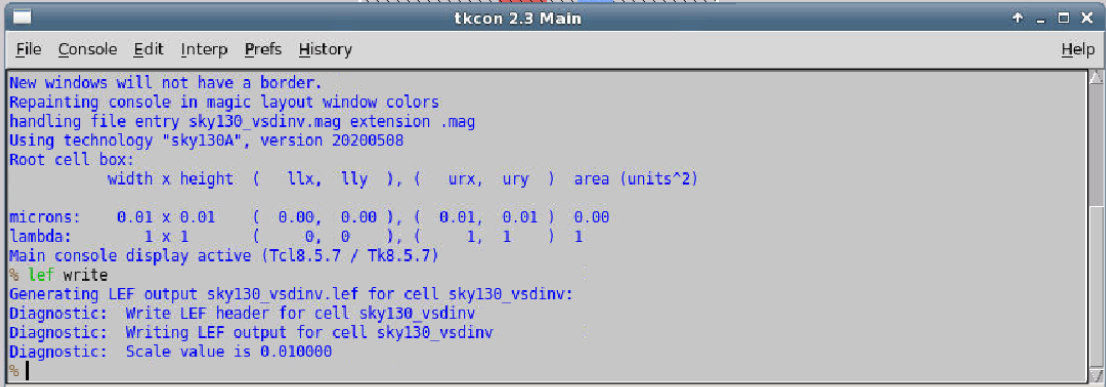 tkcon 2.3 Main
File Console Edit Interp Prefs History Help
New windows will not have a border.
Repainting console in magic layout window colors
handling file entry sky130_vsdinv.mag extension .mag
Using technology "sky130A", version 20200508
Root cell box:
width x height ( llx, lly ), ( urx, ury ) area (units^2)
microns: 0.01 x 0.01 ( 0.00, 0.00 ), ( 0.01, 0.01 ) 0.00
lambda: 1 x 1 ( 0, 0 ), ( 1, 1 ) 1
Main console display active (Tcl8.5.7 / Tk8.5.7)
% lef write
Generating LEF output sky130_vsdinv.lef for cell sky130_vsdinv:
Diagnostic: Write LEF header for cell sky130_vsdinv
Diagnostic: Writing LEF output for cell sky130_vsdinv
Diagnostic: Scale value is 0.010000
%